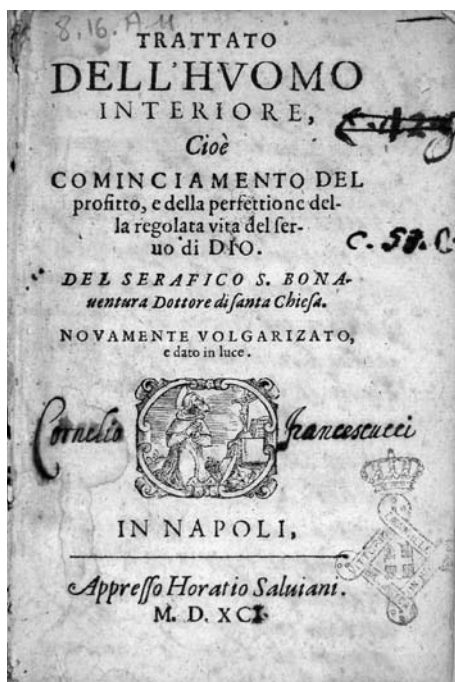 8.16.A.11
TRATTATO
DELL'HVOMO
INTERIORE,
Cioè
COMINCIAMENTO DEL
profitto, e della perfettione del-
la regolata vita del ſer-
uo di DIO.
DEL SERAFICO S. BONA-
uentura Dottore di ſanta Chieſa.
NOVAMENTE VOLGARIZATO,
e dato in luce.
C. 57. C.
Cornelio Francescucci
IN NAPOLI,
Appreſſo Horatio Saluiani.
M. D. XCI.